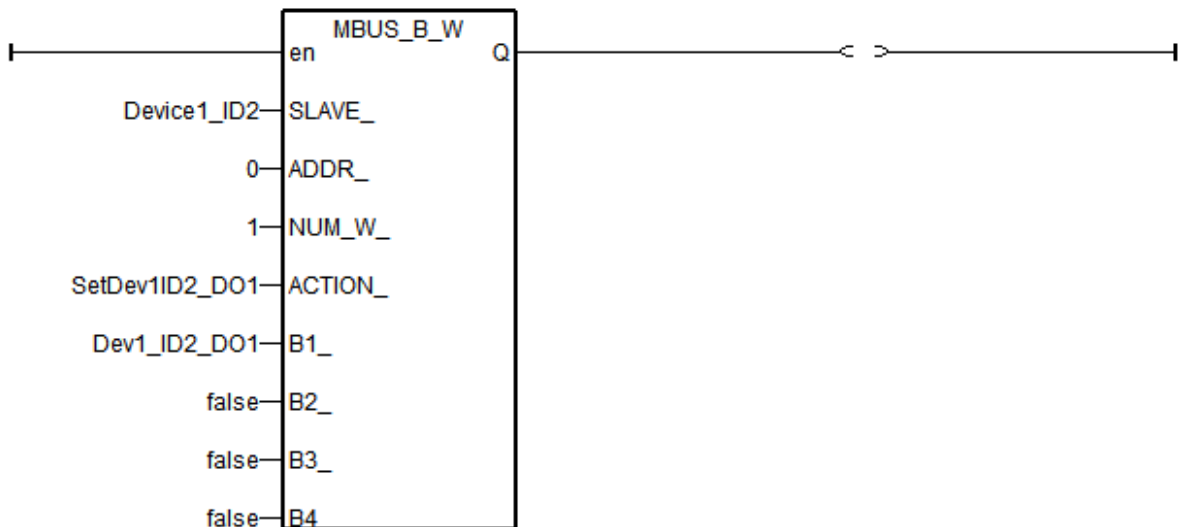 MBUS_B_W
en Q
Device1_ID2 SLAVE_
0 ADDR_
1 NUM_W_
SetDev1ID2_DO1 ACTION_
Dev1_ID2_DO1 B1_
false B2_
false B3_
false B4